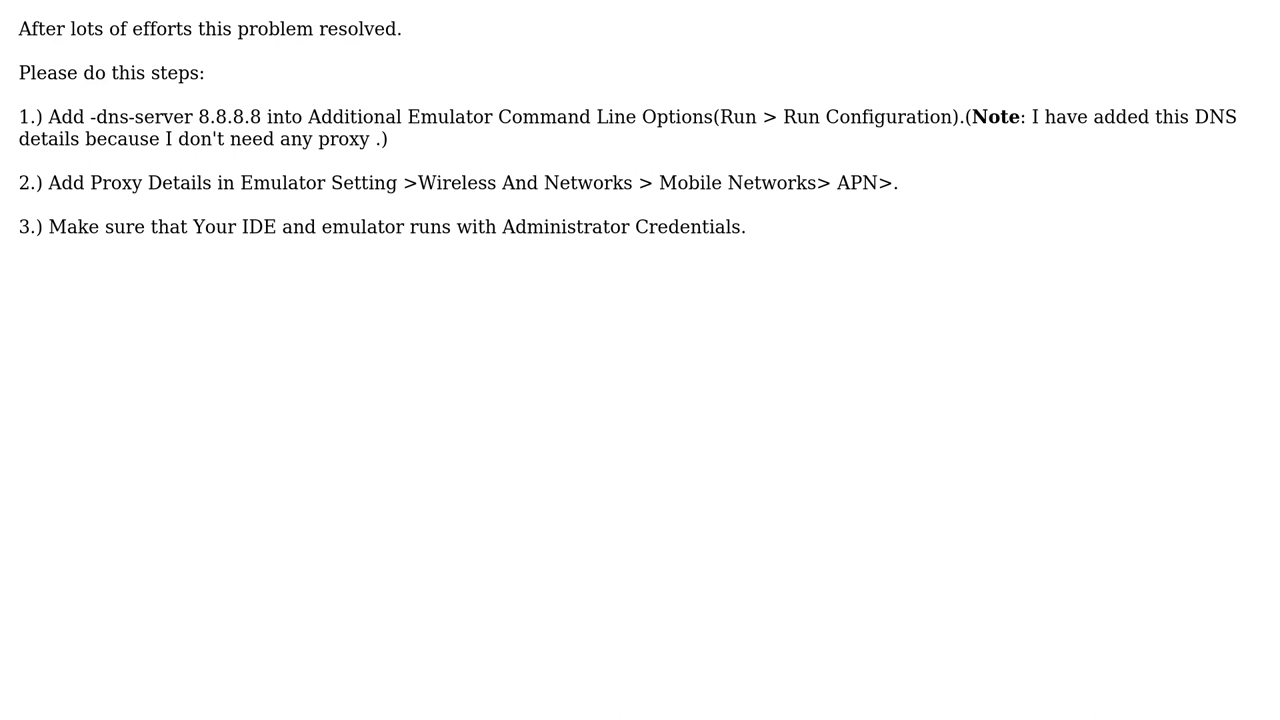 After lots of efforts this problem resolved.
Please do this steps:
1.) Add -dns-server 8.8.8.8 into Additional Emulator Command Line Options(Run > Run Configuration).(Note: I have added this DNS
details because I don't need any proxy .)
2.) Add Proxy Details in Emulator Setting >Wireless And Networks > Mobile Networks> APN>.
3.) Make sure that Your IDE and emulator runs with Administrator Credentials.